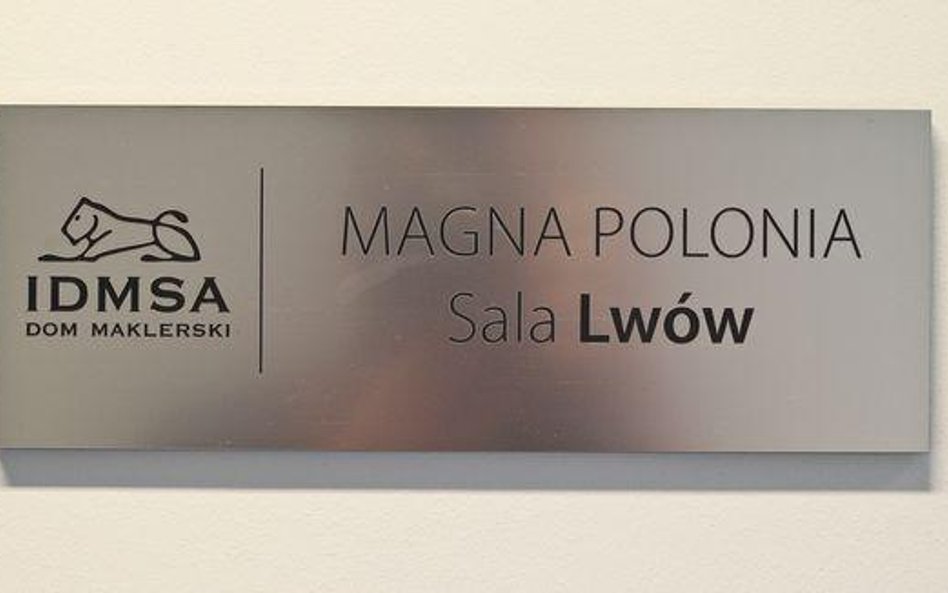 IDMSA
DOM MAKLERSKI
MAGNA POLONIA
Sala Lwów